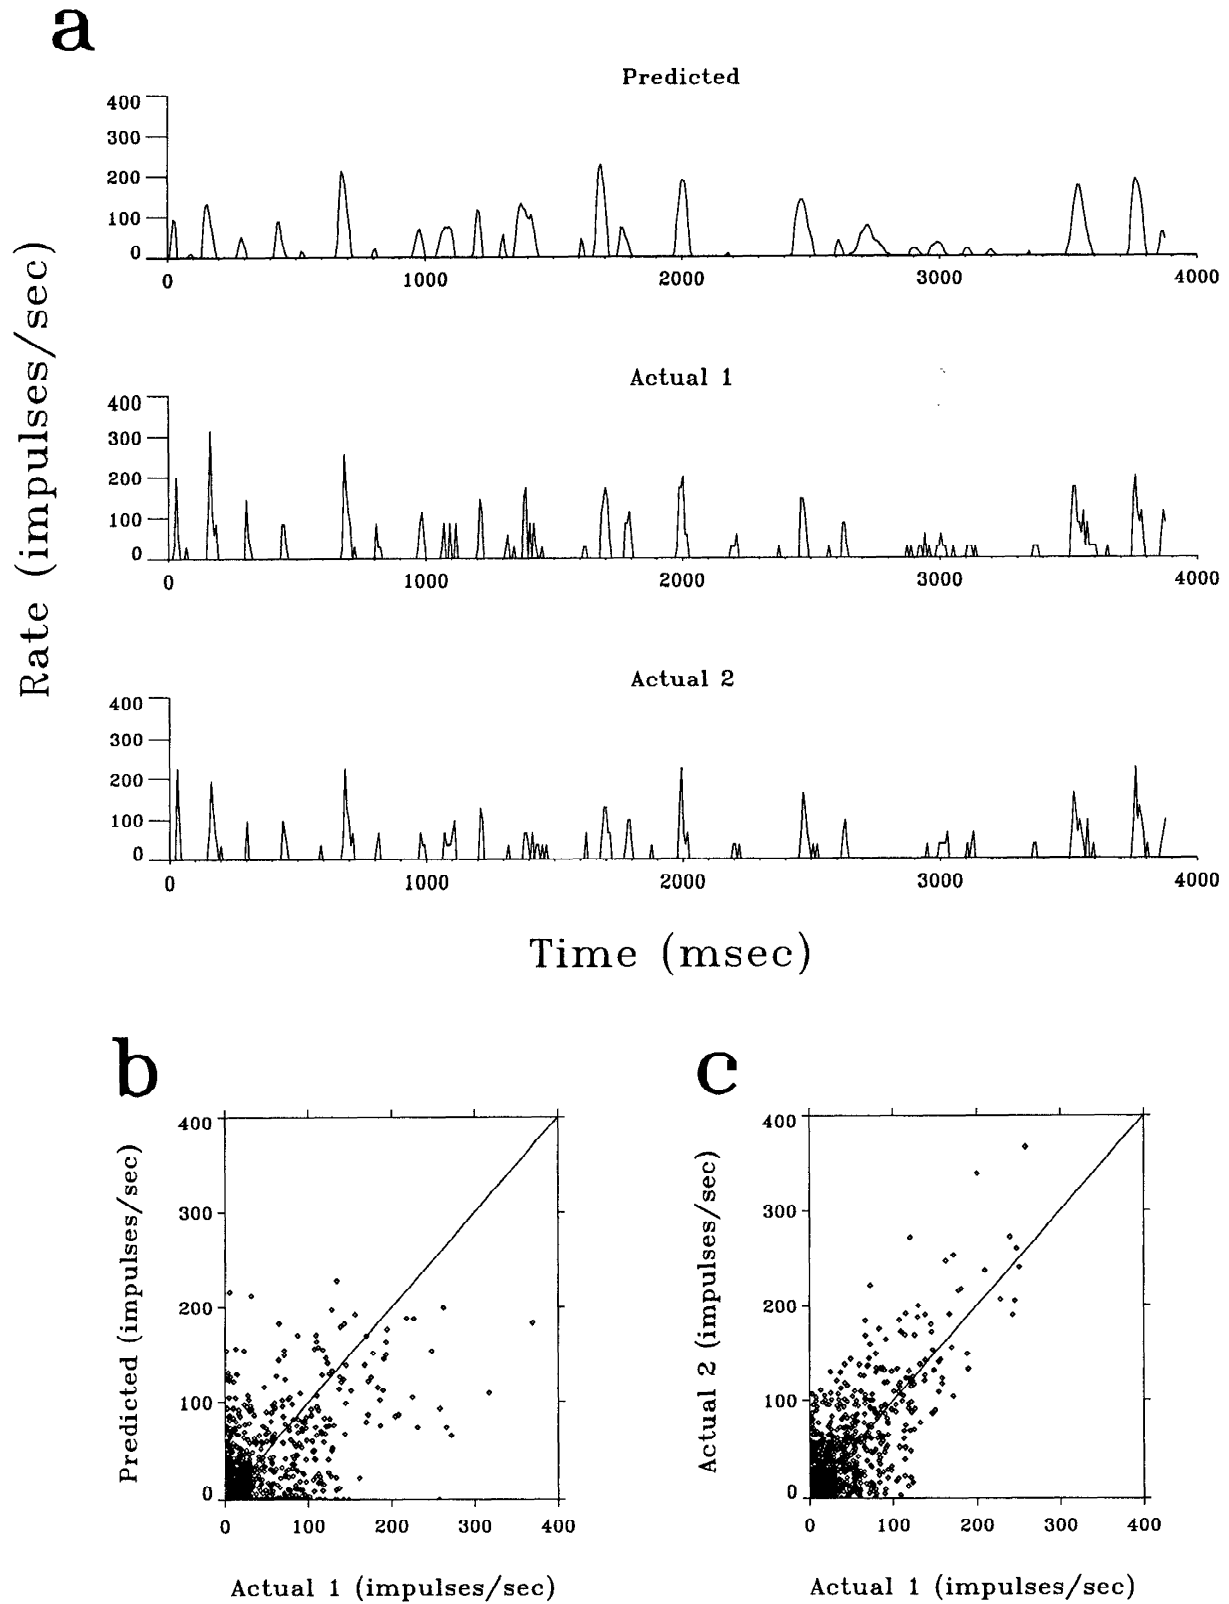 a
Predicted
400
300
200
100
0
0 1000 2000 3000 4000
Actual 1
400
300
200
100
0
0 1000 2000 3000 4000
Actual 2
400
300
200
100
0
0 1000 2000 3000 4000
Rate (impulses/sec)
Time (msec)
b
400
300
200
100
0
0 100 200 300 400
Predicted (impulses/sec)
Actual 1 (impulses/sec)
c
400
300
200
100
0
0 100 200 300 400
Actual 2 (impulses/sec)
Actual 1 (impulses/sec)